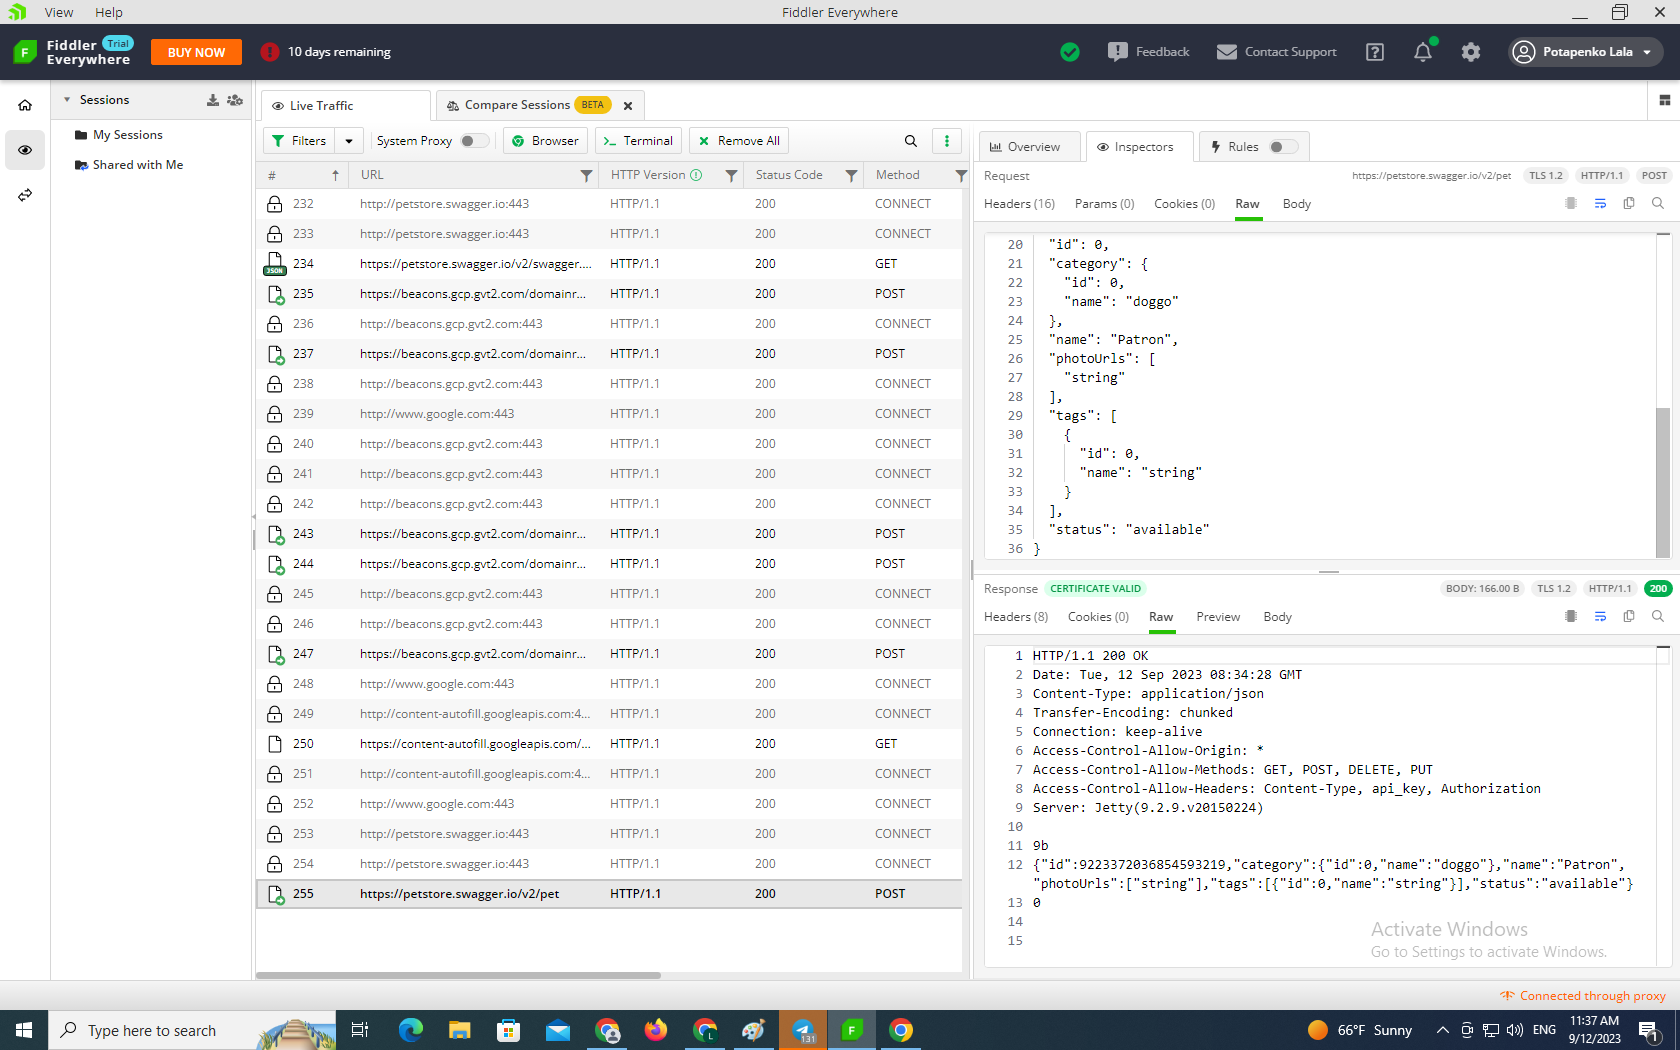 View Help
Fiddler Everywhere
Fiddler Trial
Everywhere
BUY NOW
10 days remaining
Feedback
Contact Support
Potapenko Lala
Sessions
My Sessions
Shared with Me
Live Traffic
Compare Sessions BETA
Filters
System Proxy
Browser
Terminal
Remove All
# URL HTTP Version Status Code Method
232 http://petstore.swagger.io:443 HTTP/1.1 200 CONNECT
233 http://petstore.swagger.io:443 HTTP/1.1 200 CONNECT
JSON 234 https://petstore.swagger.io/v2/swagger.... HTTP/1.1 200 GET
235 https://beacons.gcp.gvt2.com/domainr... HTTP/1.1 200 POST
236 http://beacons.gcp.gvt2.com:443 HTTP/1.1 200 CONNECT
237 https://beacons.gcp.gvt2.com/domainr... HTTP/1.1 200 POST
238 http://beacons.gcp.gvt2.com:443 HTTP/1.1 200 CONNECT
239 http://www.google.com:443 HTTP/1.1 200 CONNECT
240 http://beacons.gcp.gvt2.com:443 HTTP/1.1 200 CONNECT
241 http://beacons.gcp.gvt2.com:443 HTTP/1.1 200 CONNECT
242 http://beacons.gcp.gvt2.com:443 HTTP/1.1 200 CONNECT
243 https://beacons.gcp.gvt2.com/domainr... HTTP/1.1 200 POST
244 https://beacons.gcp.gvt2.com/domainr... HTTP/1.1 200 POST
245 http://beacons.gcp.gvt2.com:443 HTTP/1.1 200 CONNECT
246 http://beacons.gcp.gvt2.com:443 HTTP/1.1 200 CONNECT
247 https://beacons.gcp.gvt2.com/domainr... HTTP/1.1 200 POST
248 http://www.google.com:443 HTTP/1.1 200 CONNECT
249 http://content-autofill.googleapis.com:4... HTTP/1.1 200 CONNECT
250 https://content-autofill.googleapis.com/... HTTP/1.1 200 GET
251 http://content-autofill.googleapis.com:4... HTTP/1.1 200 CONNECT
252 http://www.google.com:443 HTTP/1.1 200 CONNECT
253 http://petstore.swagger.io:443 HTTP/1.1 200 CONNECT
254 http://petstore.swagger.io:443 HTTP/1.1 200 CONNECT
255 https://petstore.swagger.io/v2/pet HTTP/1.1 200 POST
Overview
Inspectors
Rules
Request https://petstore.swagger.io/v2/pet TLS 1.2 HTTP/1.1 POST
Headers (16) Params (0) Cookies (0) Raw Body
20 "id": 0,
21 "category": {
22 "id": 0,
23 "name": "doggo"
24 },
25 "name": "Patron",
26 "photoUrls": [
27 "string"
28 ],
29 "tags": [
30 {
31 "id": 0,
32 "name": "string"
33 }
34 ],
35 "status": "available"
36 }
Response CERTIFICATE VALID BODY: 166.00 B TLS 1.2 HTTP/1.1 200
Headers (8) Cookies (0) Raw Preview Body
1 HTTP/1.1 200 OK
2 Date: Tue, 12 Sep 2023 08:34:28 GMT
3 Content-Type: application/json
4 Transfer-Encoding: chunked
5 Connection: keep-alive
6 Access-Control-Allow-Origin: *
7 Access-Control-Allow-Methods: GET, POST, DELETE, PUT
8 Access-Control-Allow-Headers: Content-Type, api_key, Authorization
9 Server: Jetty(9.2.9.v20150224)
10
11 9b
12 {"id":9223372036854593219,"category":{"id":0,"name":"doggo"},"name":"Patron",
"photoUrls":["string"],"tags":[{"id":0,"name":"string"}],"status":"available"}
13 0
14
15
Activate Windows
Go to Settings to activate Windows.
Connected through proxy
Type here to search
L
131
66°F Sunny
ENG
11:37 AM
9/12/2023
1